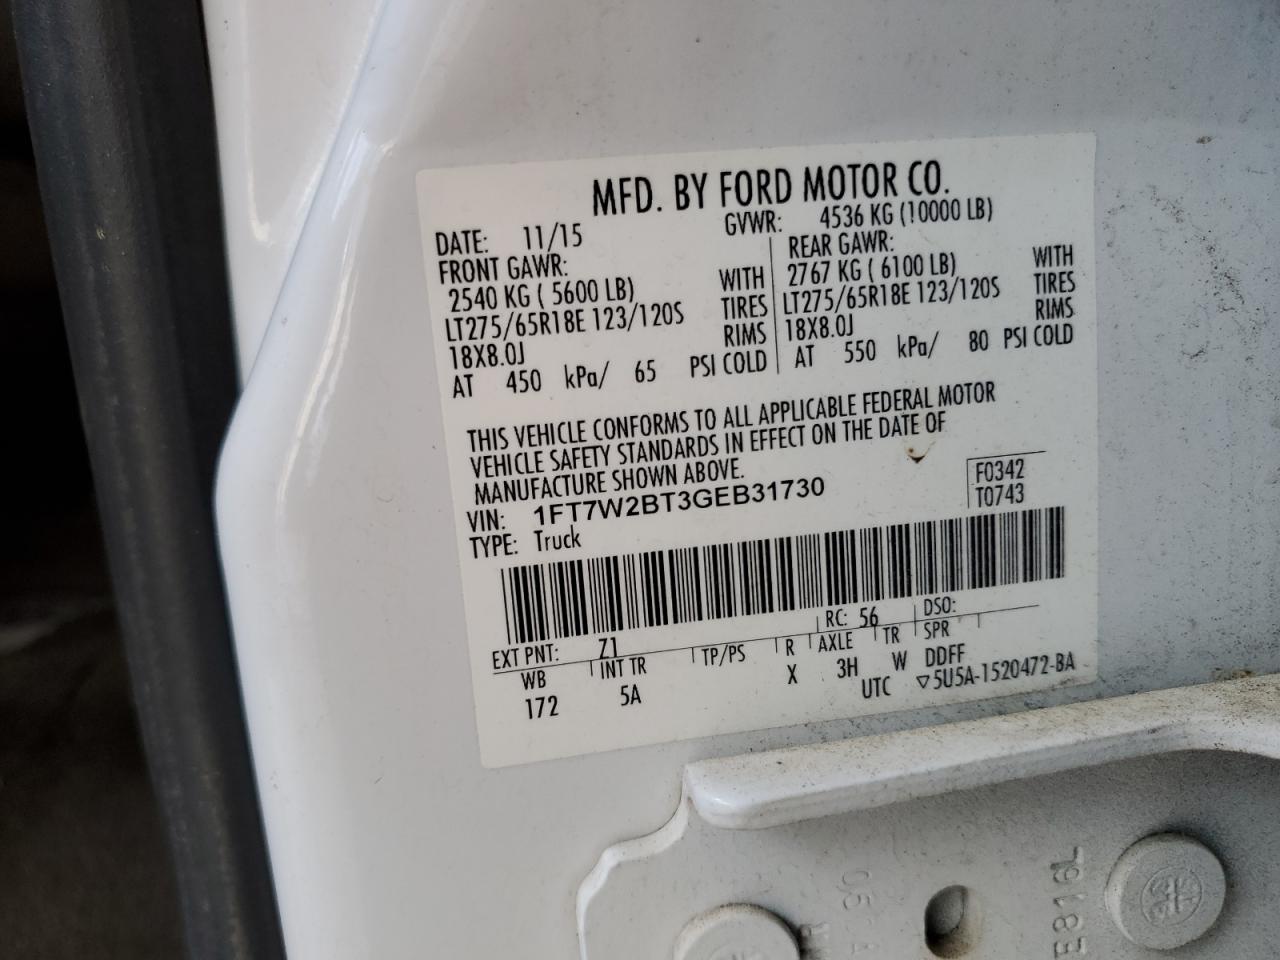 MFD. BY FORD MOTOR CO.
DATE: 11/15 GVWR: 4536 KG (10000 LB)
FRONT GAWR: REAR GAWR:
2540 KG ( 5600 LB) WITH 2767 KG ( 6100 LB) WITH
LT275/65R18E 123/120S TIRES LT275/65R18E 123/120S TIRES
18X8.0J RIMS 18X8.0J RIMS
AT 450 kPa/ 65 PSI COLD AT 550 kPa/ 80 PSI COLD
THIS VEHICLE CONFORMS TO ALL APPLICABLE FEDERAL MOTOR
VEHICLE SAFETY STANDARDS IN EFFECT ON THE DATE OF
MANUFACTURE SHOWN ABOVE.
VIN: 1FT7W2BT3GEB31730 F0342
TYPE: Truck T0743
EXT PNT: Z1 RC: 56 DSO:
WB INT TR TP/PS R AXLE TR SPR
172 5A X 3H W DDFF
UTC ▽5U5A-1520472-BA
E816L